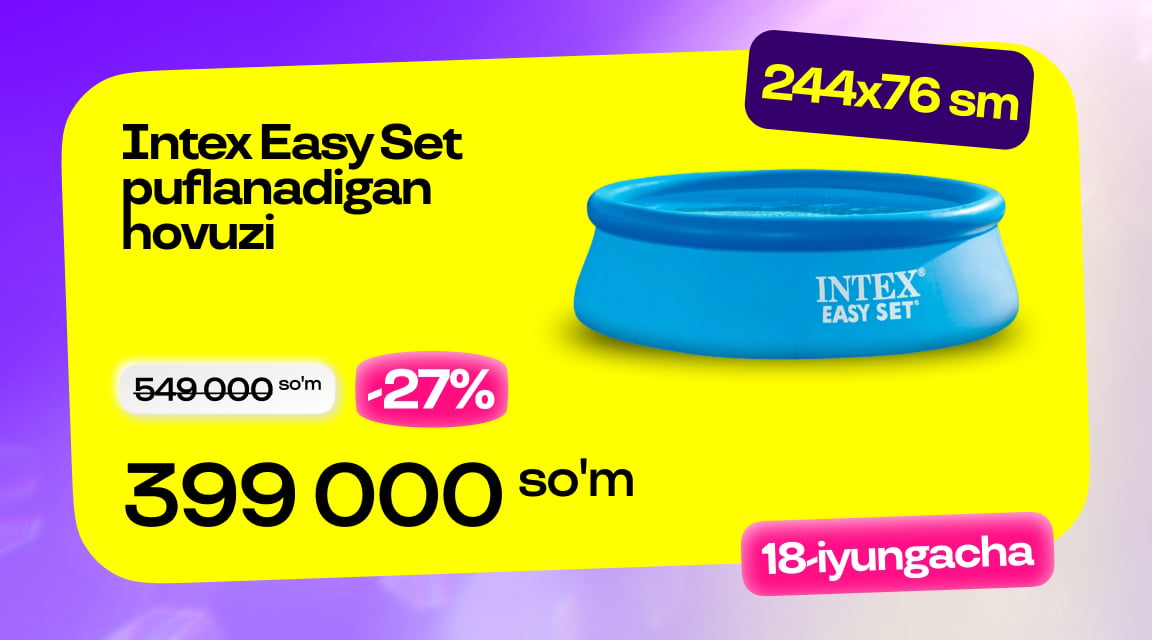 244x76 sm
Intex Easy Set
puflanadigan
hovuzi
INTEX®
EASY SET®
549 000 so'm
-27%
399 000 so'm
18-iyungacha